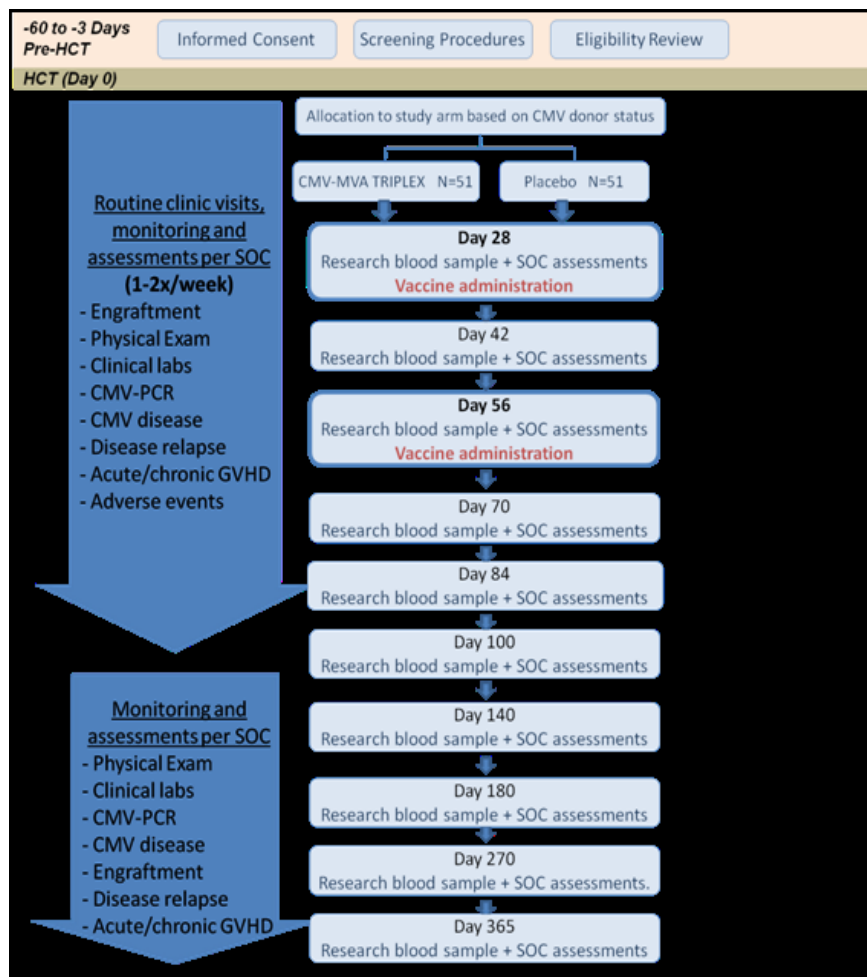 -60 to -3 Days
Pre-HCT
Informed Consent
Screening Procedures
Eligibility Review
HCT (Day 0)
Allocation to study arm based on CMV donor status
CMV-MVA TRIPLEX N=51
Placebo N=51
Routine clinic visits,
monitoring and
assessments per SOC
(1-2x/week)
- Engraftment
- Physical Exam
- Clinical labs
- CMV-PCR
- CMV disease
- Disease relapse
- Acute/chronic GVHD
- Adverse events
Day 28
Research blood sample + SOC assessments
Vaccine administration
Day 42
Research blood sample + SOC assessments
Day 56
Research blood sample + SOC assessments
Vaccine administration
Day 70
Research blood sample + SOC assessments
Day 84
Research blood sample + SOC assessments
Day 100
Research blood sample + SOC assessments
Monitoring and
assessments per SOC
- Physical Exam
- Clinical labs
- CMV-PCR
- CMV disease
- Engraftment
- Disease relapse
- Acute/chronic GVHD
Day 140
Research blood sample + SOC assessments
Day 180
Research blood sample + SOC assessments
Day 270
Research blood sample + SOC assessments.
Day 365
Research blood sample + SOC assessments